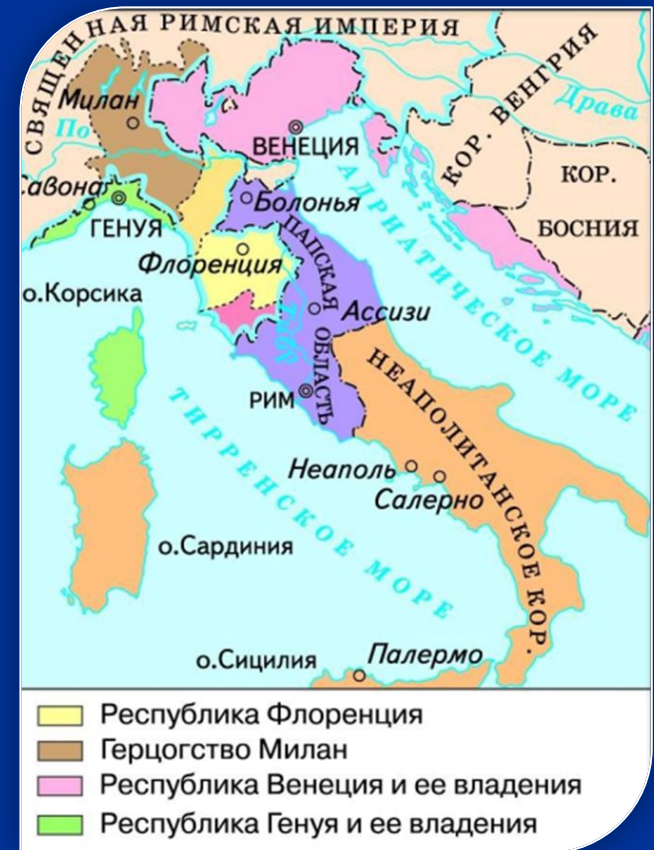 СВЯЩЕННАЯ РИМСКАЯ ИМПЕРИЯ
КОР. ВЕНГРИЯ
Драва
Милан
По
ВЕНЕЦИЯ
КОР.
БОСНИЯ
Савона
ГЕНУЯ
Болонья
АДРИАТИЧЕСКОЕ МОРЕ
Флоренция
ПАПСКАЯ ОБЛАСТЬ
о.Корсика
Ассизи
Тибр
РИМ
НЕАПОЛИТАНСКОЕ КОР.
ТИРРЕНСКОЕ МОРЕ
Неаполь
Салерно
о.Сардиния
о.Сицилия
Палермо
Республика Флоренция
Герцогство Милан
Республика Венеция и ее владения
Республика Генуя и ее владения